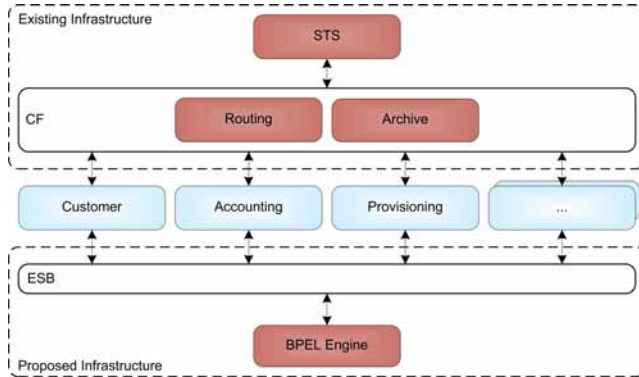 Existing Infrastructure
STS
CF
Routing
Archive
Customer
Accounting
Provisioning
...
ESB
BPEL Engine
Proposed Infrastructure